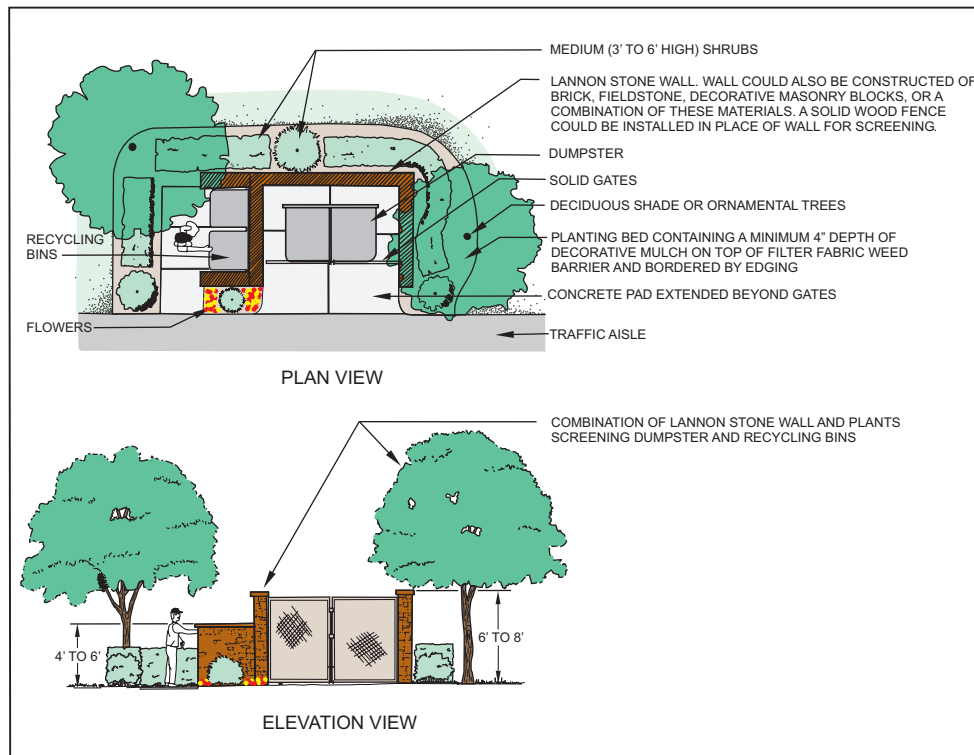 MEDIUM (3' TO 6' HIGH) SHRUBS
LANNON STONE WALL. WALL COULD ALSO BE CONSTRUCTED OF
BRICK, FIELDSTONE, DECORATIVE MASONRY BLOCKS, OR A
COMBINATION OF THESE MATERIALS. A SOLID WOOD FENCE
COULD BE INSTALLED IN PLACE OF WALL FOR SCREENING.
DUMPSTER
SOLID GATES
DECIDUOUS SHADE OR ORNAMENTAL TREES
PLANTING BED CONTAINING A MINIMUM 4" DEPTH OF
DECORATIVE MULCH ON TOP OF FILTER FABRIC WEED
BARRIER AND BORDERED BY EDGING
CONCRETE PAD EXTENDED BEYOND GATES
TRAFFIC AISLE
RECYCLING
BINS
FLOWERS
PLAN VIEW
COMBINATION OF LANNON STONE WALL AND PLANTS
SCREENING DUMPSTER AND RECYCLING BINS
4' TO 6'
6' TO 8'
ELEVATION VIEW